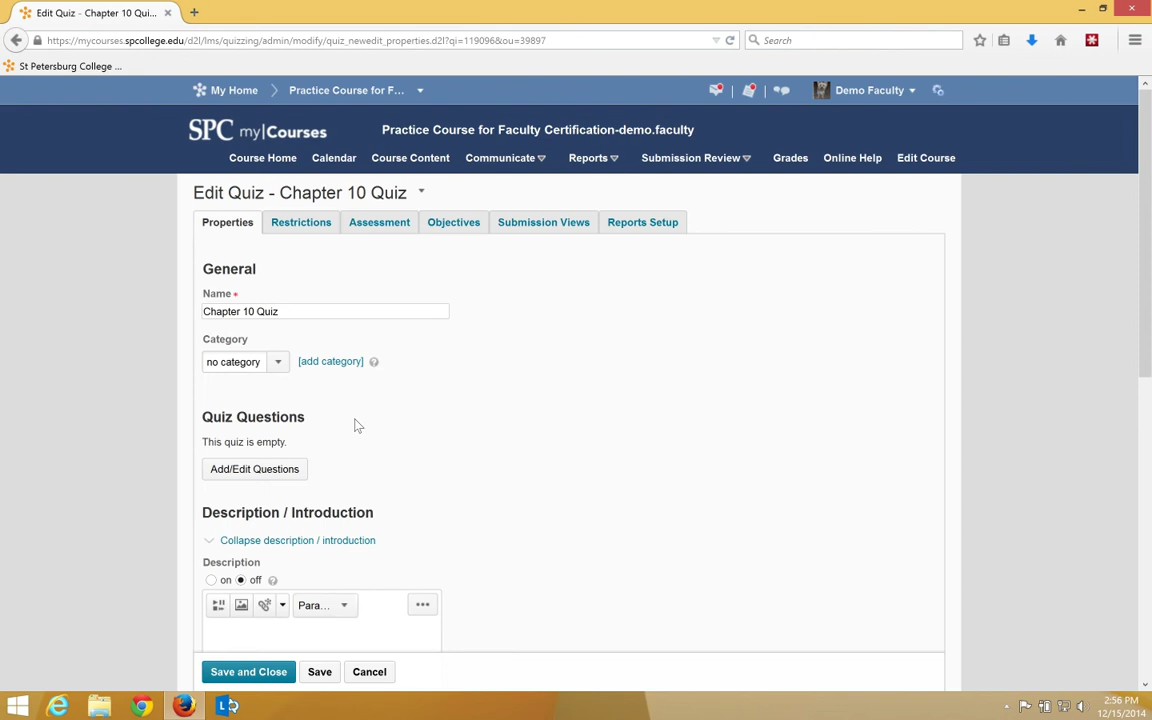 Edit Quiz - Chapter 10 Qui...
https://mycourses.spcollege.edu/d2l/lms/quizzing/admin/modify/quiz_newedit_properties.d2l?qi=119096&ou=39897
Search
St Petersburg College ...
My Home
Practice Course for F...
Demo Faculty
SPC my|Courses
Practice Course for Faculty Certification-demo.faculty
Course Home
Calendar
Course Content
Communicate
Reports
Submission Review
Grades
Online Help
Edit Course
Edit Quiz - Chapter 10 Quiz
Properties
Restrictions
Assessment
Objectives
Submission Views
Reports Setup
General
Name *
Chapter 10 Quiz
Category
no category
[add category]
Quiz Questions
This quiz is empty.
Add/Edit Questions
Description / Introduction
Collapse description / introduction
Description
on off
Para...
Save and Close
Save
Cancel
2:56 PM
12/15/2014